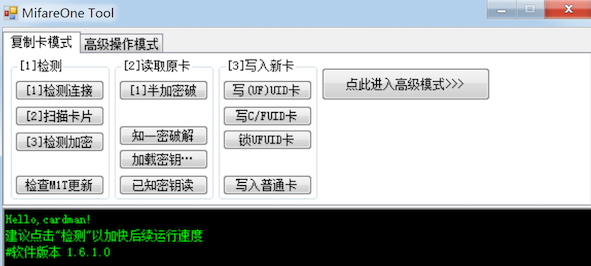 MifareOne Tool
复制卡模式 高级操作模式
[1]检测 [2]读取原卡 [3]写入新卡
[1]检测连接 [1]半加密破 写(UF)UID卡 点此进入高级模式>>>
[2]扫描卡片 写C/FUID卡
[3]检测加密 知一密破解 锁UFUID卡
加载密钥…
检查M1T更新 已知密钥读 写入普通卡
Hello,cardman!
建议点击“检测”以加快后续运行速度
#软件版本 1.6.1.0